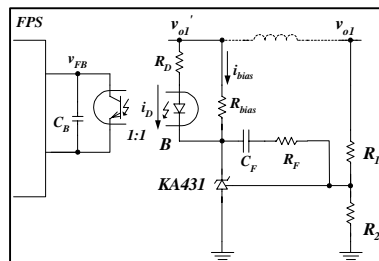 FPS
v_o1'
v_o1
R_D
i_bias
v_FB
i_D
R_bias
C_B
1:1
B
C_F
R_F
R_1
KA431
R_2